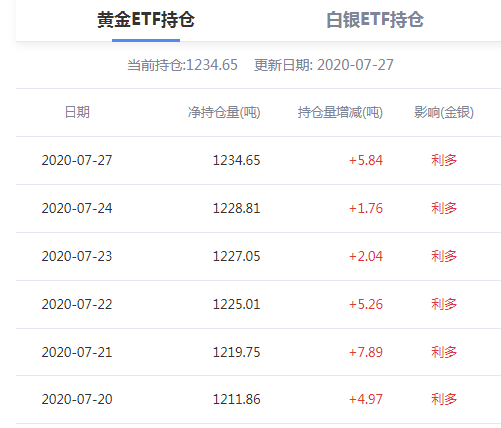 黄金ETF持仓 白银ETF持仓
当前持仓:1234.65 更新日期: 2020-07-27
日期 净持仓量(吨) 持仓量增减(吨) 影响(金银)
2020-07-27 1234.65 +5.84 利多
2020-07-24 1228.81 +1.76 利多
2020-07-23 1227.05 +2.04 利多
2020-07-22 1225.01 +5.26 利多
2020-07-21 1219.75 +7.89 利多
2020-07-20 1211.86 +4.97 利多